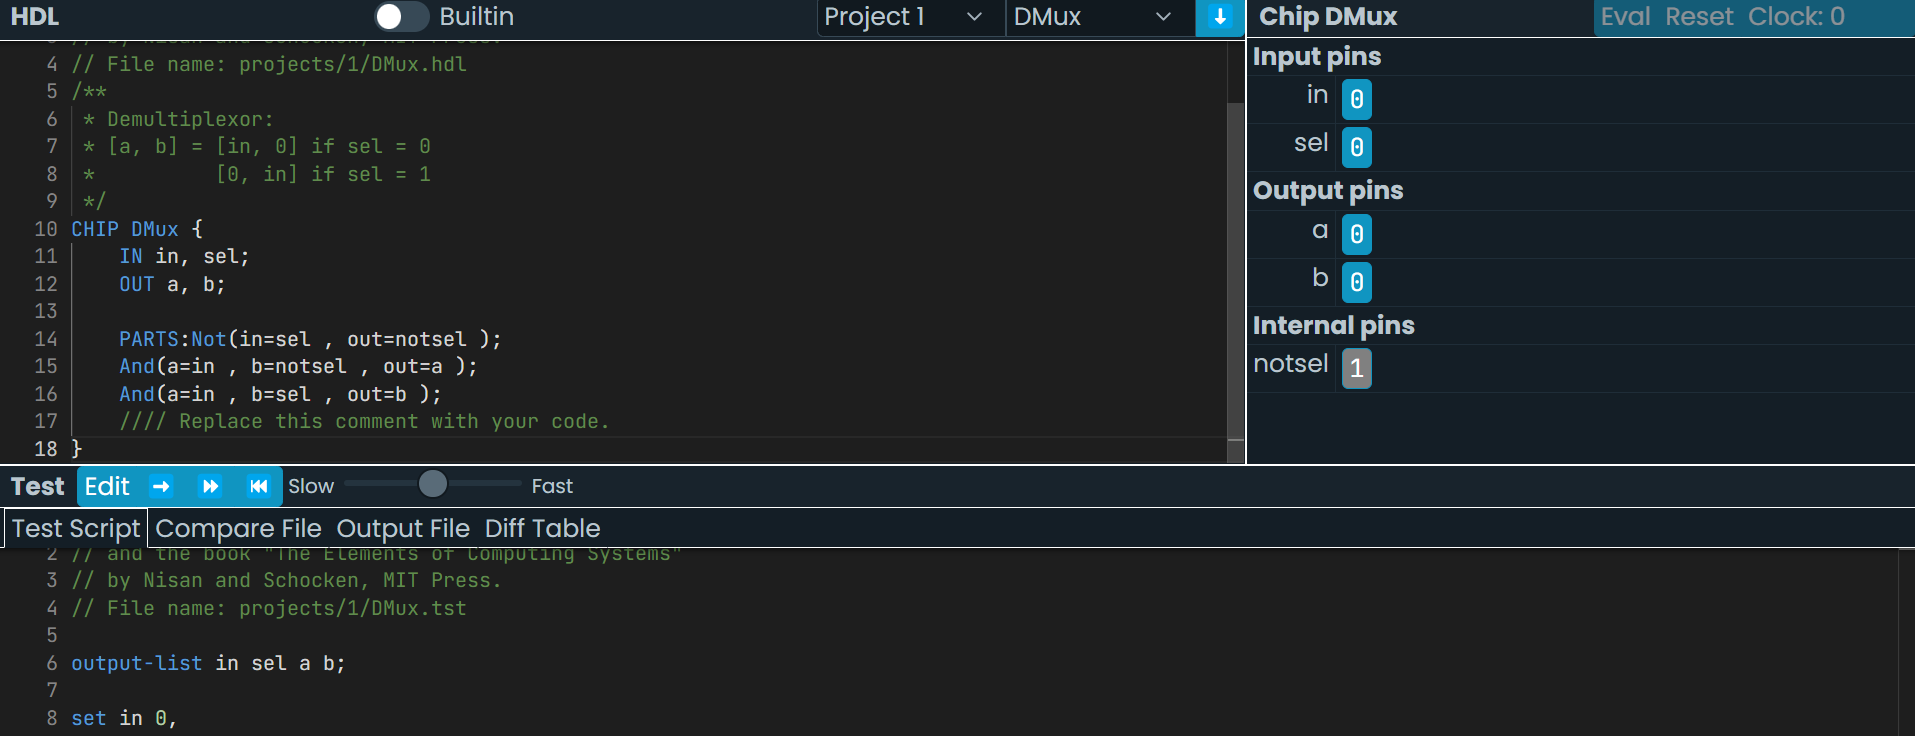 HDL Builtin Project 1 DMux Chip DMux Eval Reset Clock: 0
// by Nisan and Schocken, MIT Press.
4 // File name: projects/1/DMux.hdl
5 /**
6 * Demultiplexor:
7 * [a, b] = [in, 0] if sel = 0
8 * [0, in] if sel = 1
9 */
10 CHIP DMux {
11 IN in, sel;
12 OUT a, b;
13
14 PARTS:Not(in=sel , out=notsel );
15 And(a=in , b=notsel , out=a );
16 And(a=in , b=sel , out=b );
17 //// Replace this comment with your code.
18 }
Input pins
in 0
sel 0
Output pins
a 0
b 0
Internal pins
notsel 1
Test Edit Slow Fast
Test Script Compare File Output File Diff Table
2 // and the book "The Elements of Computing Systems"
3 // by Nisan and Schocken, MIT Press.
4 // File name: projects/1/DMux.tst
5
6 output-list in sel a b;
7
8 set in 0,